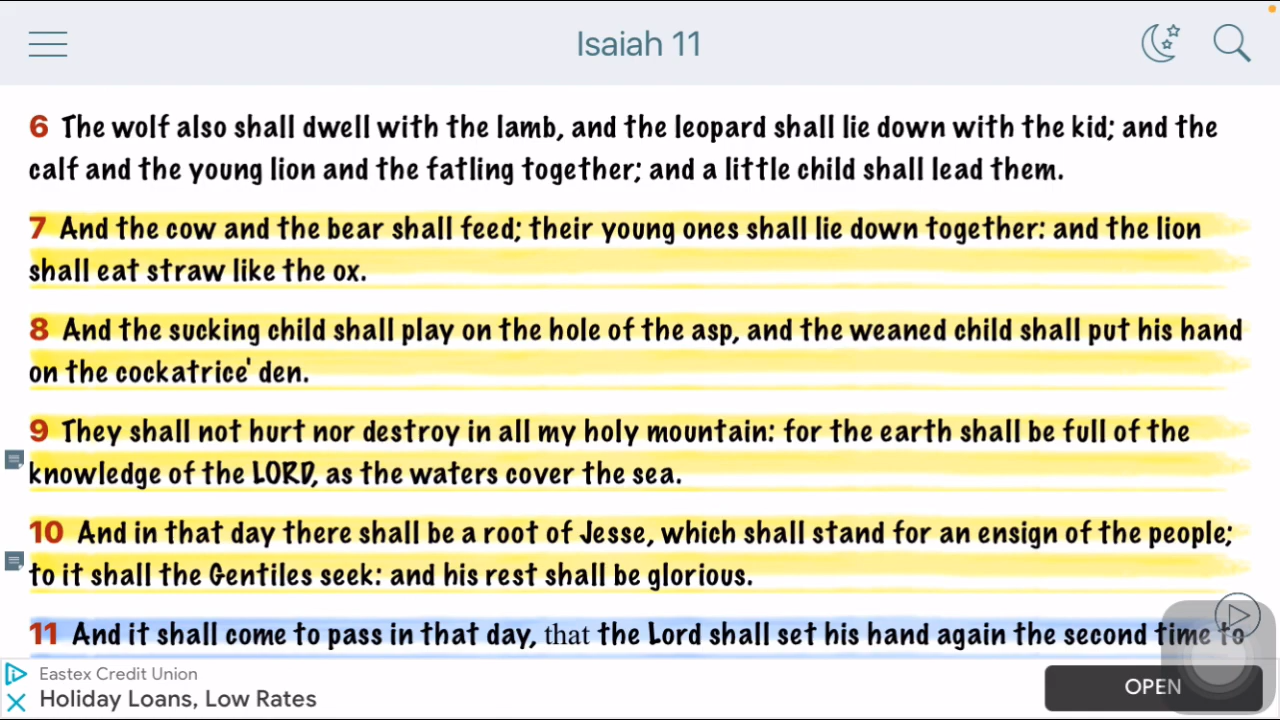 Isaiah 11
6 The wolf also shall dwell with the lamb, and the leopard shall lie down with the kid; and the
calf and the young lion and the fatling together; and a little child shall lead them.
7 And the cow and the bear shall feed; their young ones shall lie down together: and the lion
shall eat straw like the ox.
8 And the sucking child shall play on the hole of the asp, and the weaned child shall put his hand
on the cockatrice' den.
9 They shall not hurt nor destroy in all my holy mountain: for the earth shall be full of the
knowledge of the LORD, as the waters cover the sea.
10 And in that day there shall be a root of Jesse, which shall stand for an ensign of the people;
to it shall the Gentiles seek: and his rest shall be glorious.
11 And it shall come to pass in that day, that the Lord shall set his hand again the second time to
Eastex Credit Union
Holiday Loans, Low Rates
OPEN